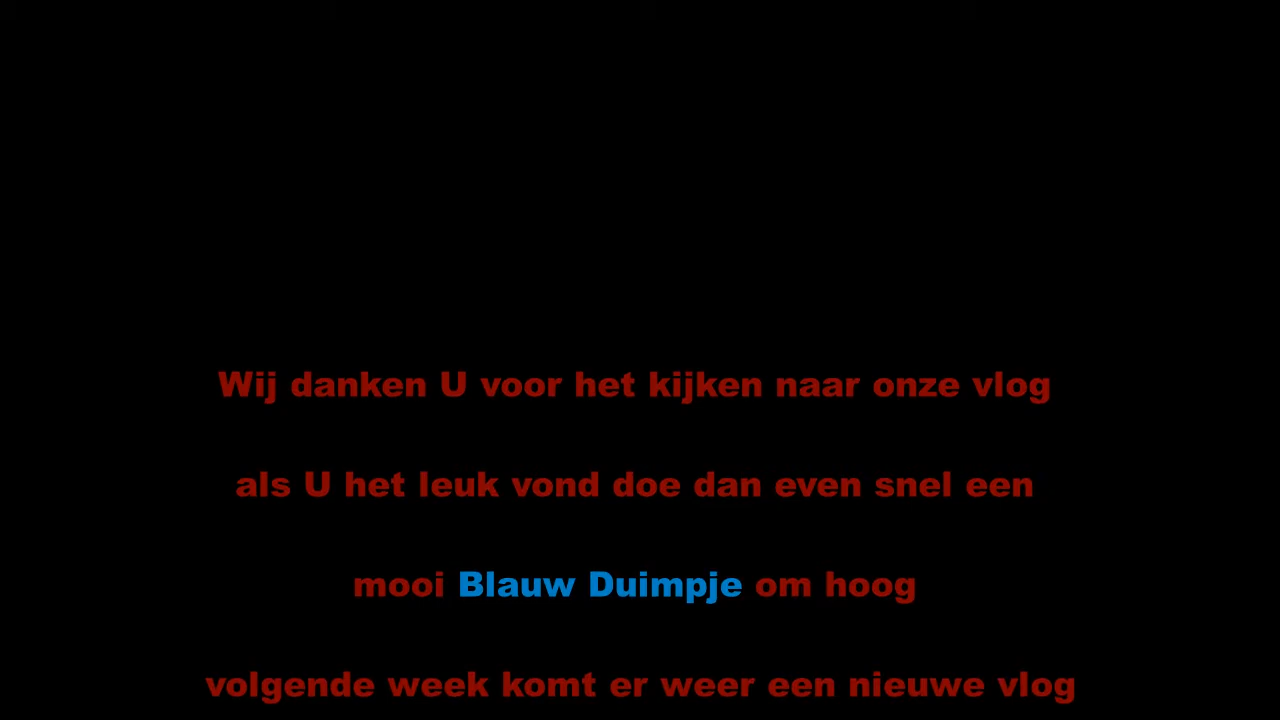 Wij danken U voor het kijken naar onze vlog
als U het leuk vond doe dan even snel een
mooi Blauw Duimpje om hoog
volgende week komt er weer een nieuwe vlog